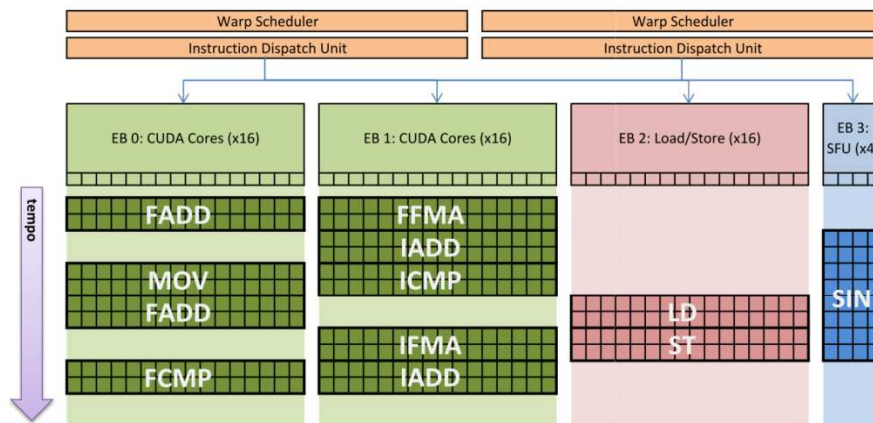 Warp Scheduler
Warp Scheduler
Instruction Dispatch Unit
Instruction Dispatch Unit
EB 0: CUDA Cores (x16)
EB 1: CUDA Cores (x16)
EB 2: Load/Store (x16)
EB 3:
SFU (x4
tempo
FADD
FFMA
IADD
MOV
ICMP
SIN
FADD
LD
IFMA
ST
FCMP
IADD